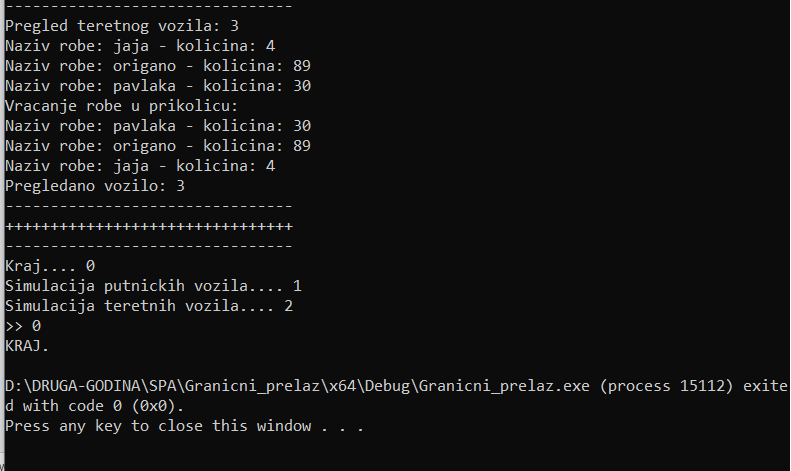 --------------------------------
Pregled teretnog vozila: 3
Naziv robe: jaja - kolicina: 4
Naziv robe: origano - kolicina: 89
Naziv robe: pavlaka - kolicina: 30
Vracanje robe u prikolicu:
Naziv robe: pavlaka - kolicina: 30
Naziv robe: origano - kolicina: 89
Naziv robe: jaja - kolicina: 4
Pregledano vozilo: 3
--------------------------------
++++++++++++++++++++++++++++++++
--------------------------------
Kraj.... 0
Simulacija putnickih vozila.... 1
Simulacija teretnih vozila.... 2
>> 0
KRAJ.

D:\DRUGA-GODINA\SPA\Granicni_prelaz\x64\Debug\Granicni_prelaz.exe (process 15112) exite
d with code 0 (0x0).
Press any key to close this window . . .